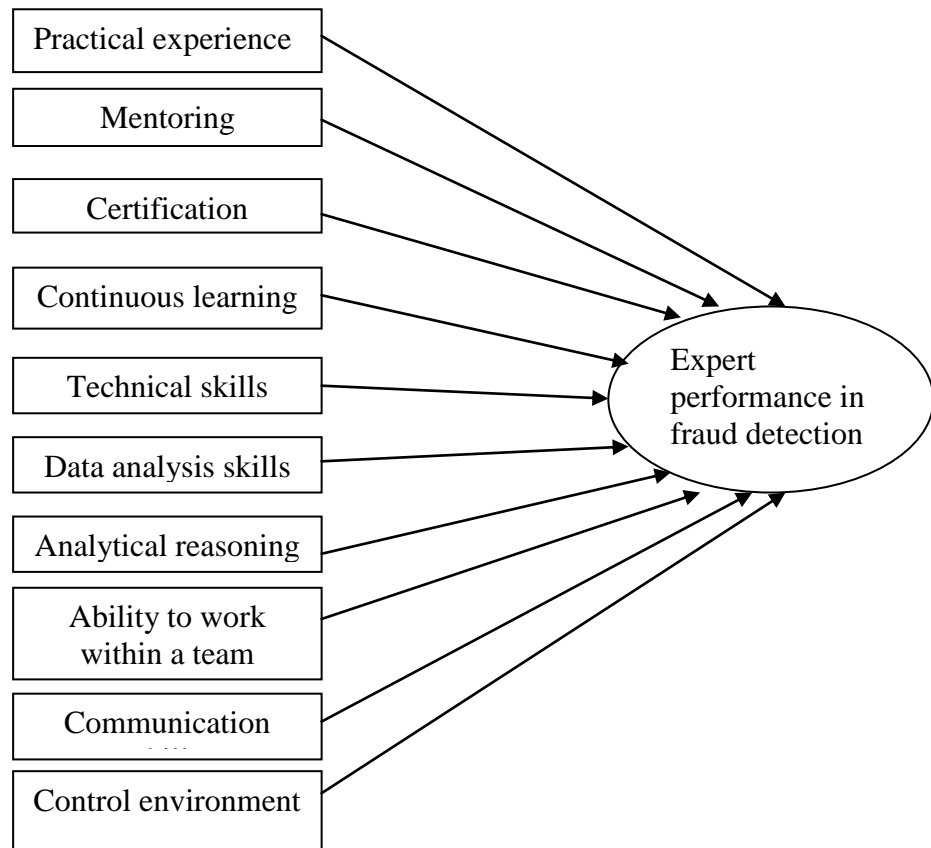 Practical experience
Mentoring
Certification
Continuous learning
Technical skills
Data analysis skills
Analytical reasoning
Ability to work
within a team
Communication
Control environment
Expert
performance in
fraud detection